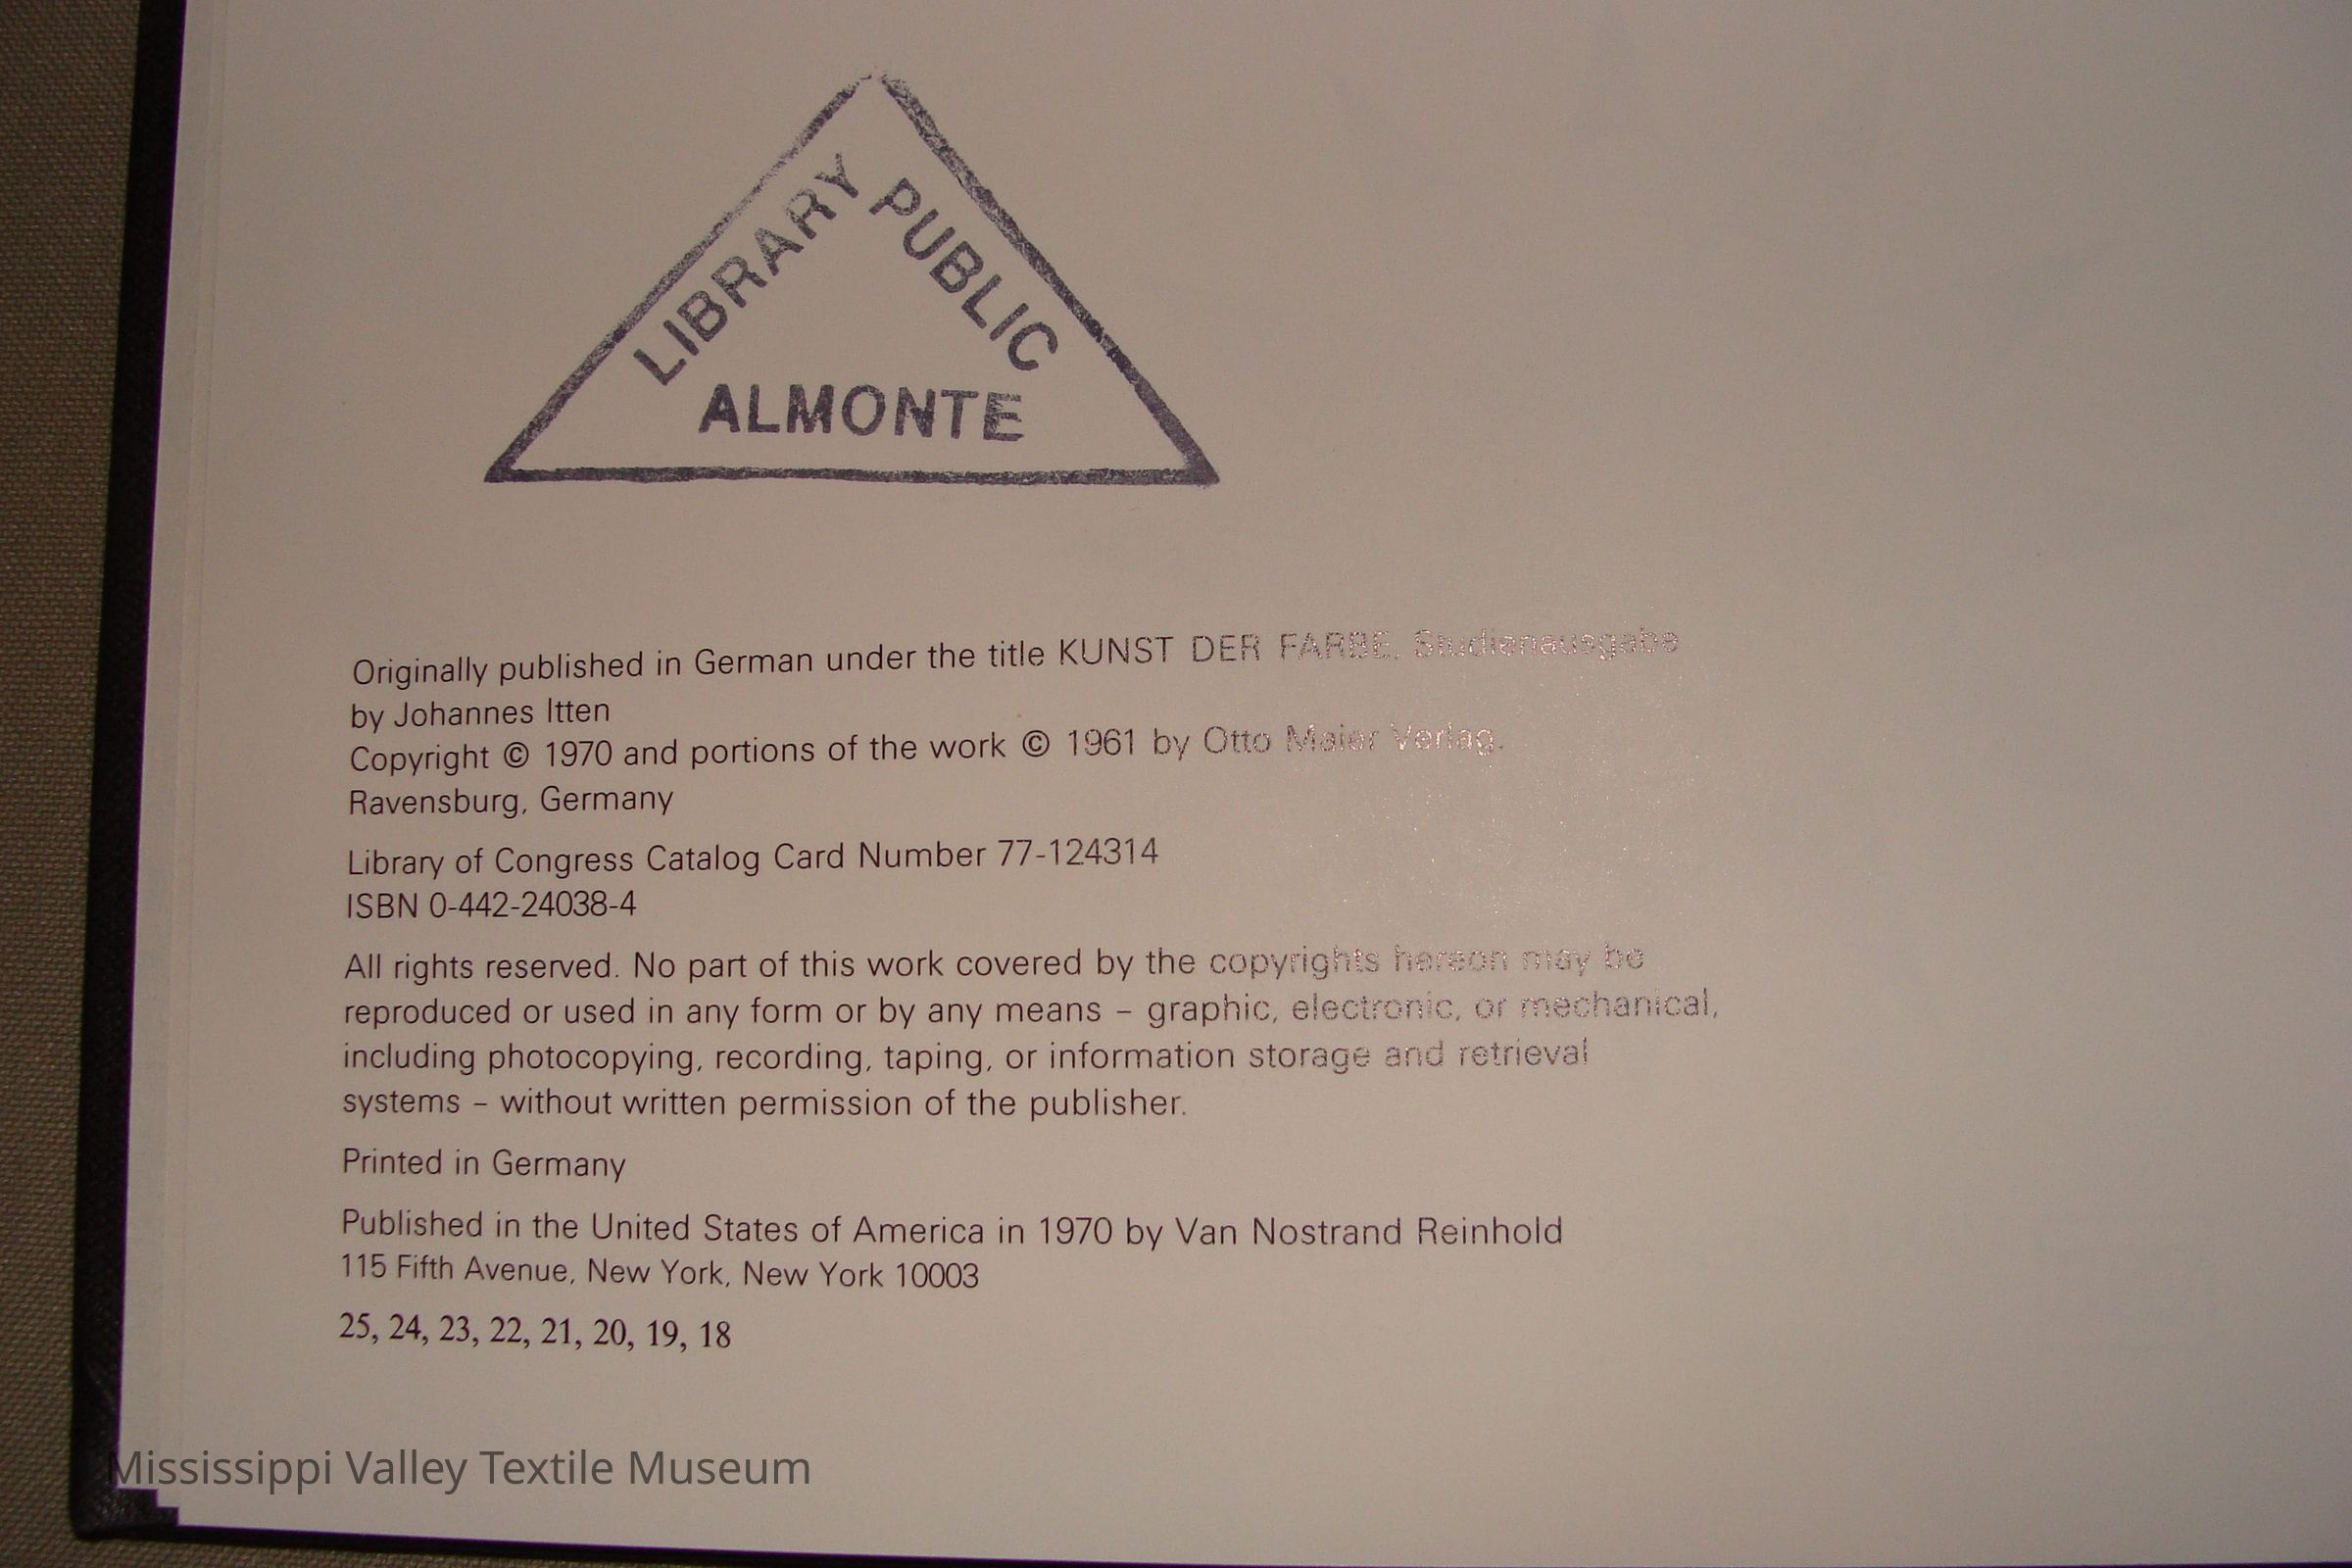 LIBRARY
PUBLIC
ALMONTE
Originally published in German under the title KUNST DER FARBE. Studienausgabe
by Johannes Itten
Copyright © 1970 and portions of the work © 1961 by Otto Maier Verlag.
Ravensburg, Germany
Library of Congress Catalog Card Number 77-124314
ISBN 0-442-24038-4
All rights reserved. No part of this work covered by the copyrights hereon may be
reproduced or used in any form or by any means – graphic, electronic, or mechanical,
including photocopying, recording, taping, or information storage and retrieval
systems – without written permission of the publisher.
Printed in Germany
Published in the United States of America in 1970 by Van Nostrand Reinhold
115 Fifth Avenue, New York, New York 10003
25, 24, 23, 22, 21, 20, 19, 18
Mississippi Valley Textile Museum